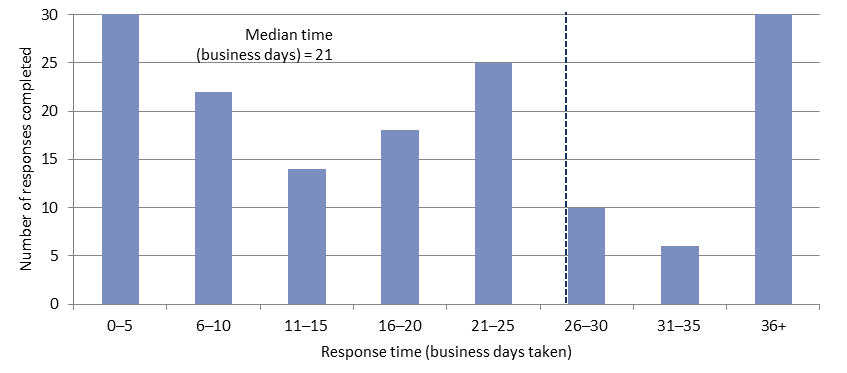 30
25
20
15
10
5
0
Number of responses completed
Median time
(business days) = 21
0–5 6–10 11–15 16–20 21–25 26–30 31–35 36+
Response time (business days taken)